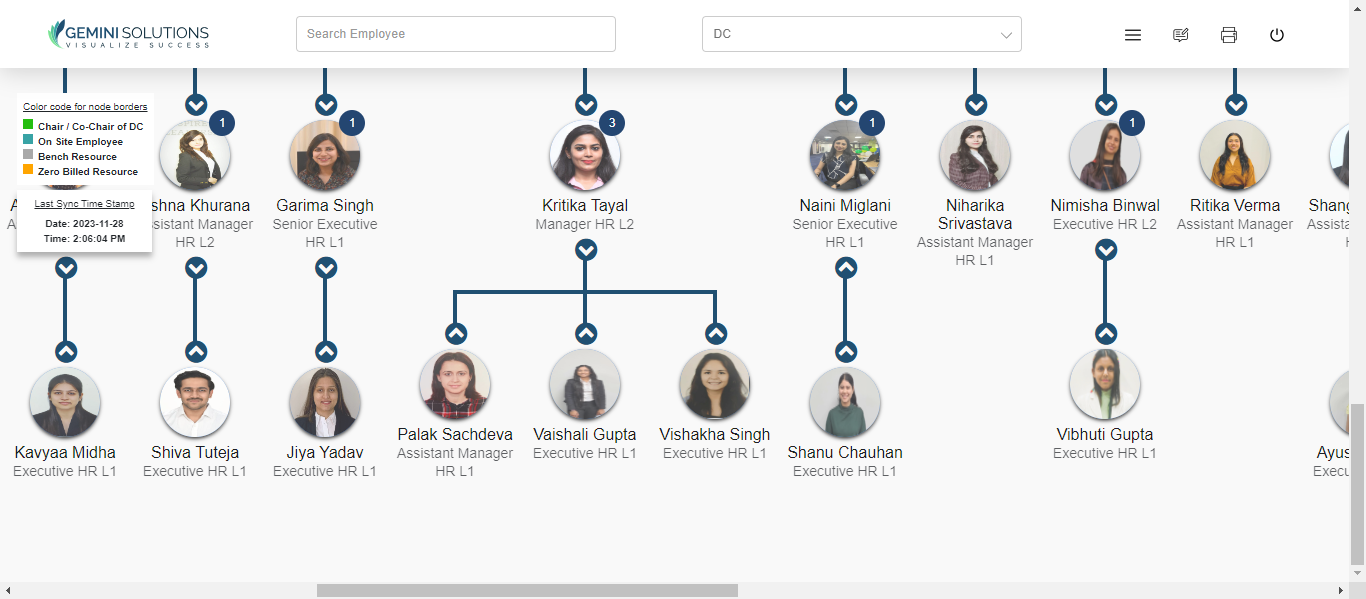 GEMINI SOLUTIONS
VISUALIZE SUCCESS
Search Employee
DC
Color code for node borders
Chair / Co-Chair of DC
On Site Employee
Bench Resource
Zero Billed Resource
Last Sync Time Stamp
Date: 2023-11-28
Time: 2:06:04 PM
1
shna Khurana
ssistant Manager
HR L2
1
Garima Singh
Senior Executive
HR L1
3
Kritika Tayal
Manager HR L2
1
Naini Miglani
Senior Executive
HR L1
Niharika
Srivastava
Assistant Manager
HR L1
1
Nimisha Binwal
Executive HR L2
Ritika Verma
Assistant Manager
HR L1
Shang
Assista
Kavyaa Midha
Executive HR L1
Shiva Tuteja
Executive HR L1
Jiya Yadav
Executive HR L1
Palak Sachdeva
Assistant Manager
HR L1
Vaishali Gupta
Executive HR L1
Vishakha Singh
Executive HR L1
Shanu Chauhan
Executive HR L1
Vibhuti Gupta
Executive HR L1
Ayus
Execu